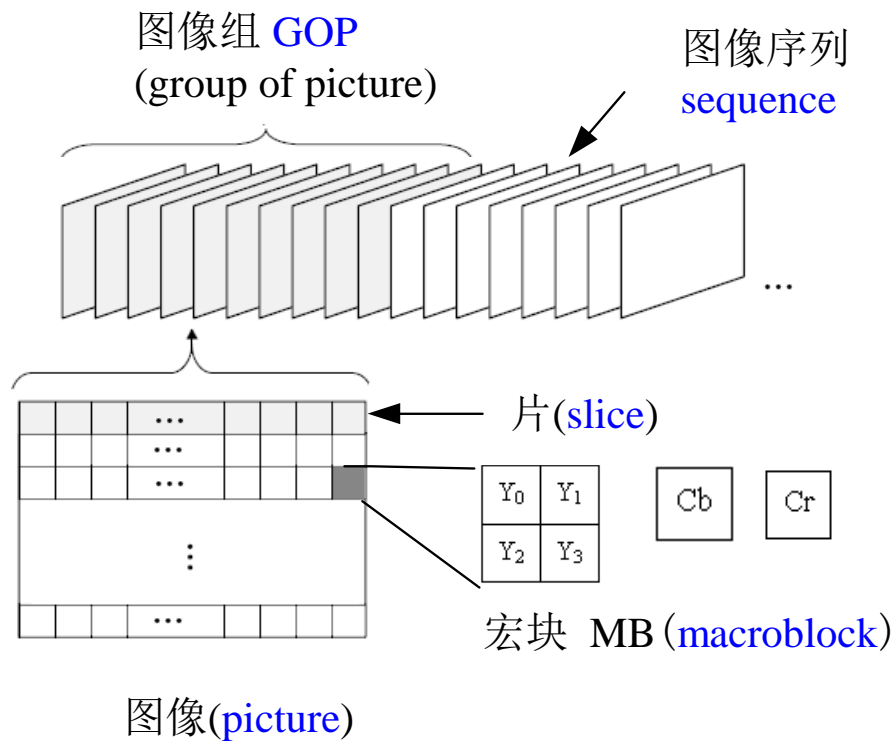 图像组 GOP
(group of picture)
图像序列
sequence
...
...
片(slice)
...
...
Y0 Y1
Cb
Cr
Y2 Y3
⋮
...
宏块 MB(macroblock)
图像(picture)